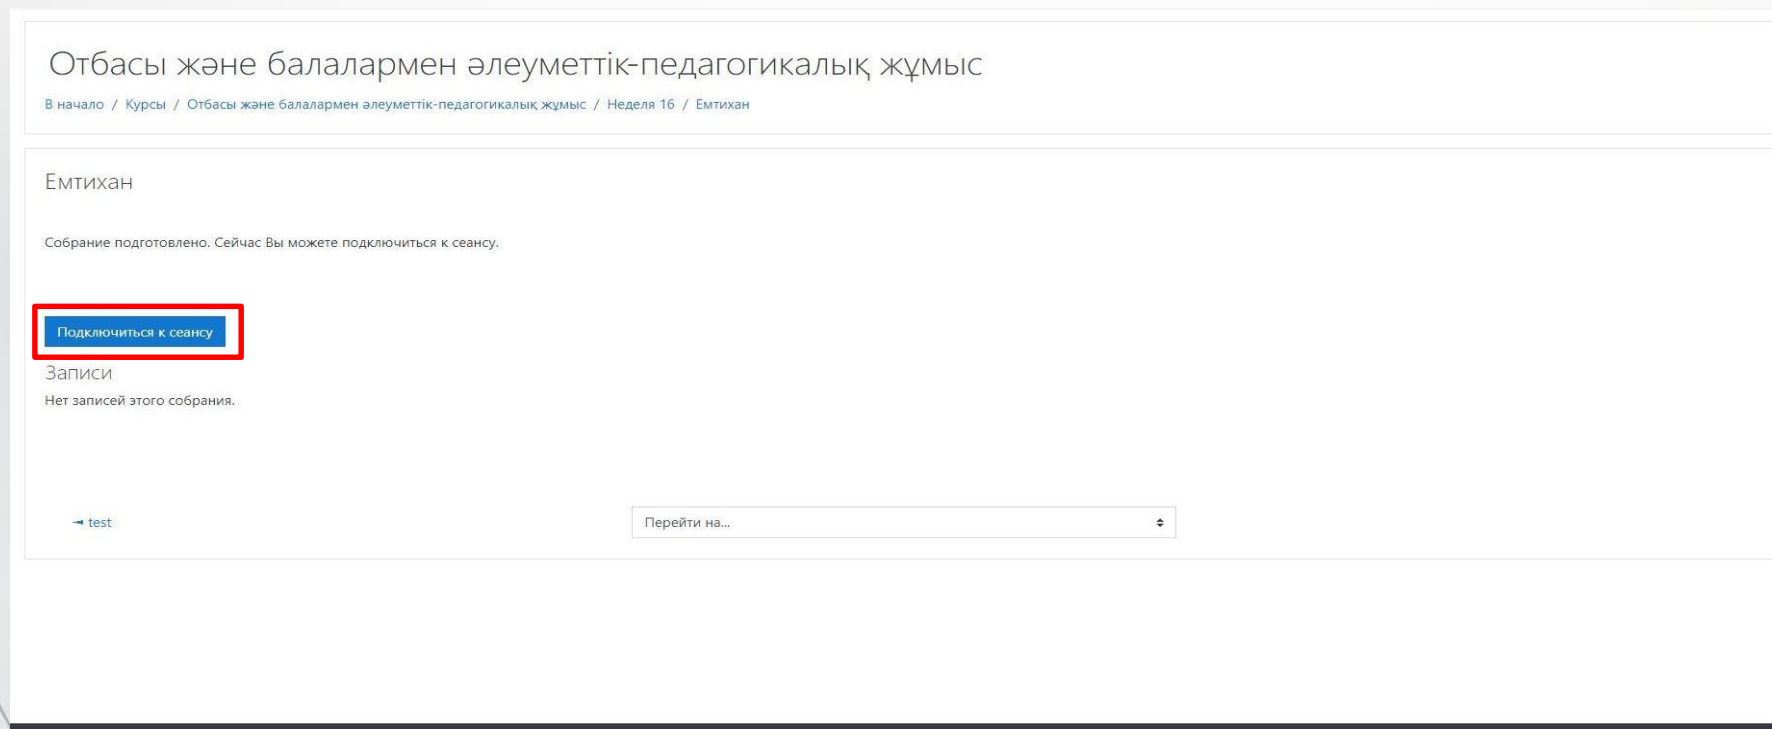 Отбасы және балалармен әлеуметтік-педагогикалық жұмыс
В начало / Курсы / Отбасы және балалармен әлеуметтік-педагогикалық жұмыс / Неделя 16 / Емтихан
Емтихан
Собрание подготовлено. Сейчас Вы можете подключиться к сеансу.
Подключиться к сеансу
Записи
Нет записей этого собрания.
◄ test
Перейти на...